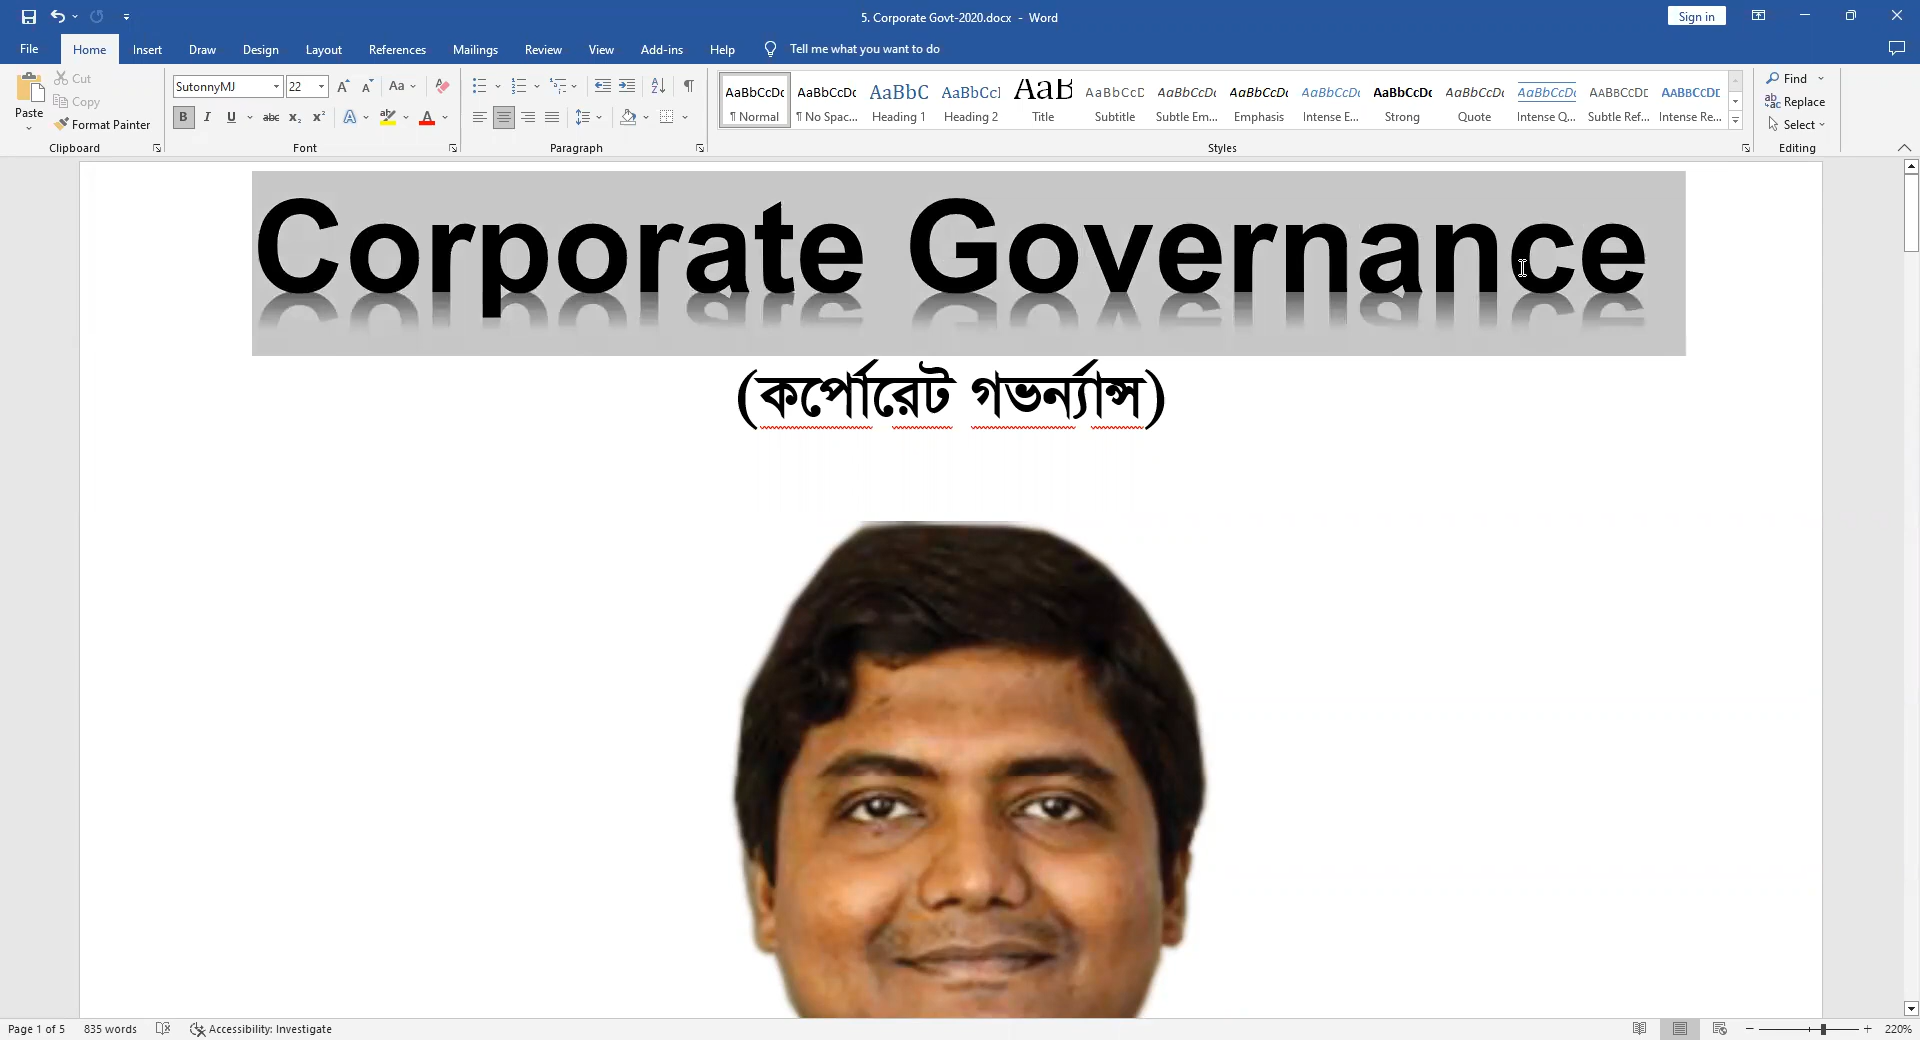 5. Corporate Govt-2020.docx - Word
Sign in
File Home Insert Draw Design Layout References Mailings Review View Add-ins Help Tell me what you want to do
Paste
Cut
Copy
Format Painter
Clipboard
SutonnyMJ 22
Font
Paragraph
AaBbCcDc AaBbCcDc AaBbC AaBbCcI AaB AaBbCcD AaBbCcDc AaBbCcDc AaBbCcDc AaBbCcDc AaBbCcDc AaBbCcDc AABBCCDE AABBCCDE
¶ Normal ¶ No Spac... Heading 1 Heading 2 Title Subtitle Subtle Em... Emphasis Intense E... Strong Quote Intense Q... Subtle Ref... Intense Re...
Styles
Find
Replace
Select
Editing
Corporate Governance
(কর্পোরেট গভর্ন্যান্স)
Page 1 of 5 835 words Accessibility: Investigate 220%